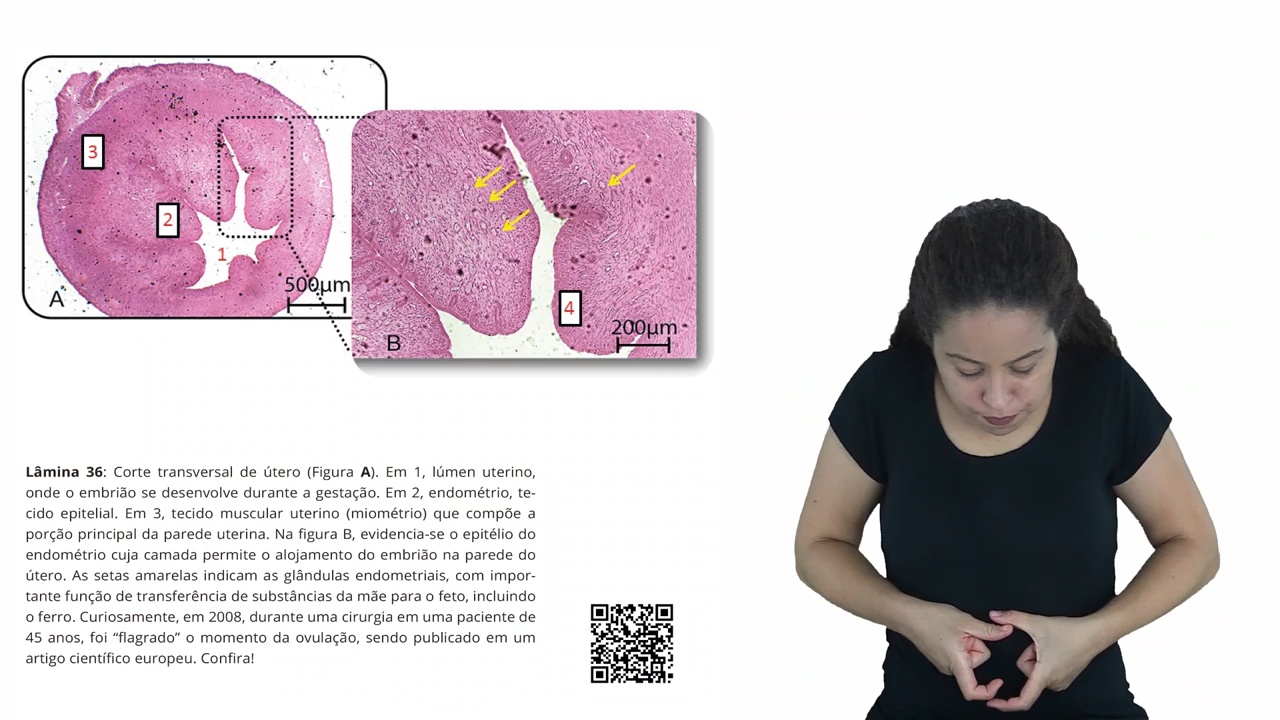 3
2
1
500µm
A
4
200µm
B
Lâmina 36: Corte transversal de útero (Figura A). Em 1, lúmen uterino,
onde o embrião se desenvolve durante a gestação. Em 2, endométrio, te-
cido epitelial. Em 3, tecido muscular uterino (miométrio) que compõe a
porção principal da parede uterina. Na figura B, evidencia-se o epitélio do
endométrio cuja camada permite o alojamento do embrião na parede do
útero. As setas amarelas indicam as glândulas endometriais, com impor-
tante função de transferência de substâncias da mãe para o feto, incluindo
o ferro. Curiosamente, em 2008, durante uma cirurgia em uma paciente de
45 anos, foi “flagrado” o momento da ovulação, sendo publicado em um
artigo científico europeu. Confira!